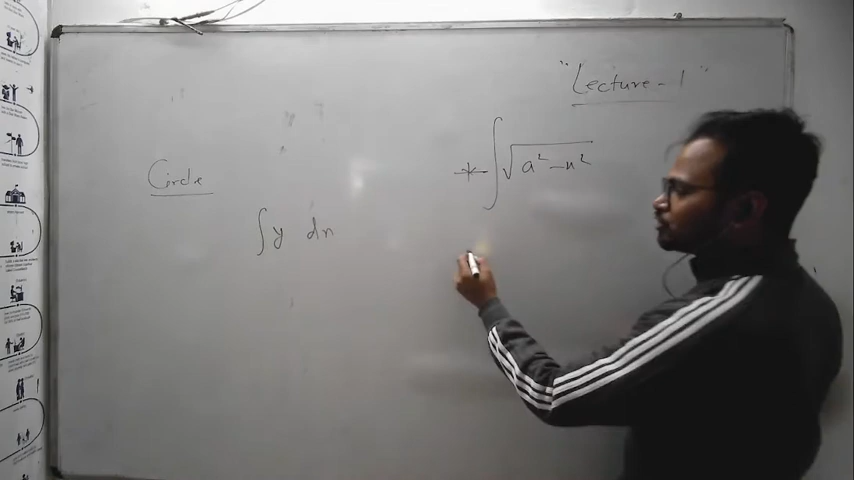 "Lecture-1"
* ∫ √(a² - x²)
Circle
∫y dx